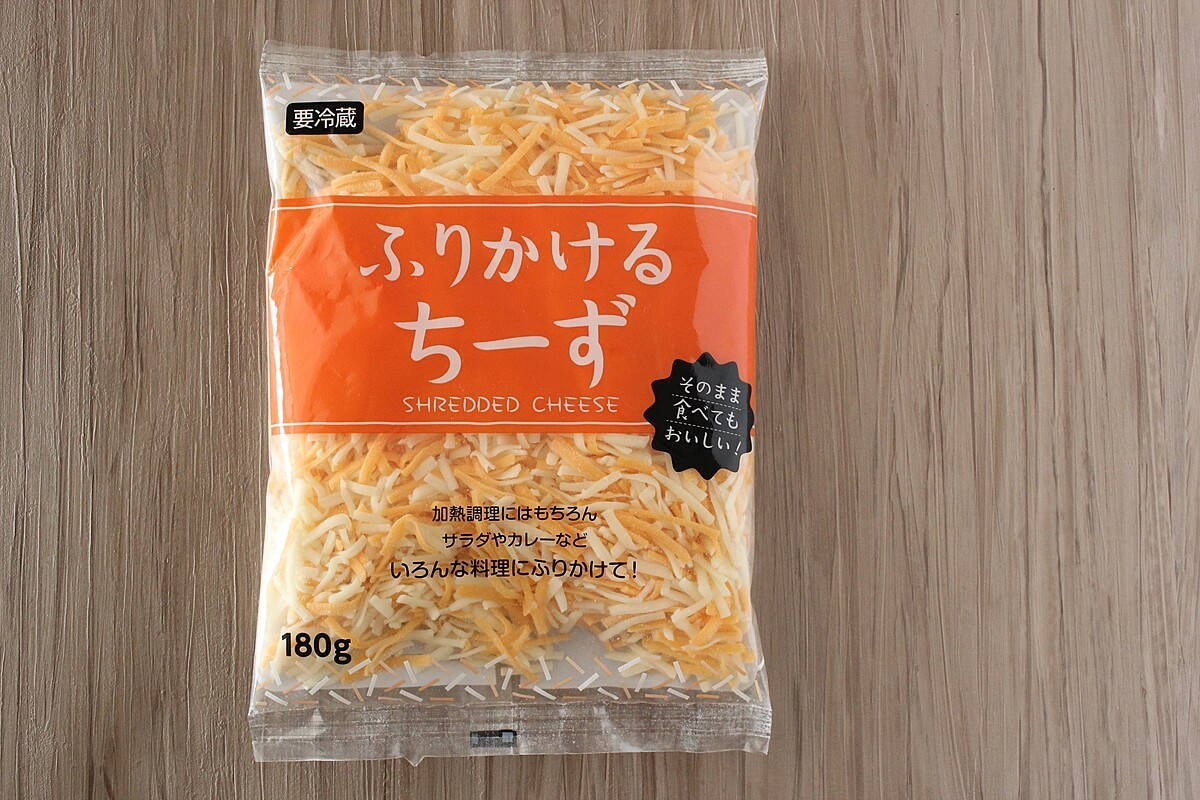 要冷蔵
ふりかける
ちーず
SHREDDED CHEESE
そのまま
食べても
おいしい!
加熱調理にはもちろん
サラダやカレーなど
いろんな料理にふりかけて!
180g